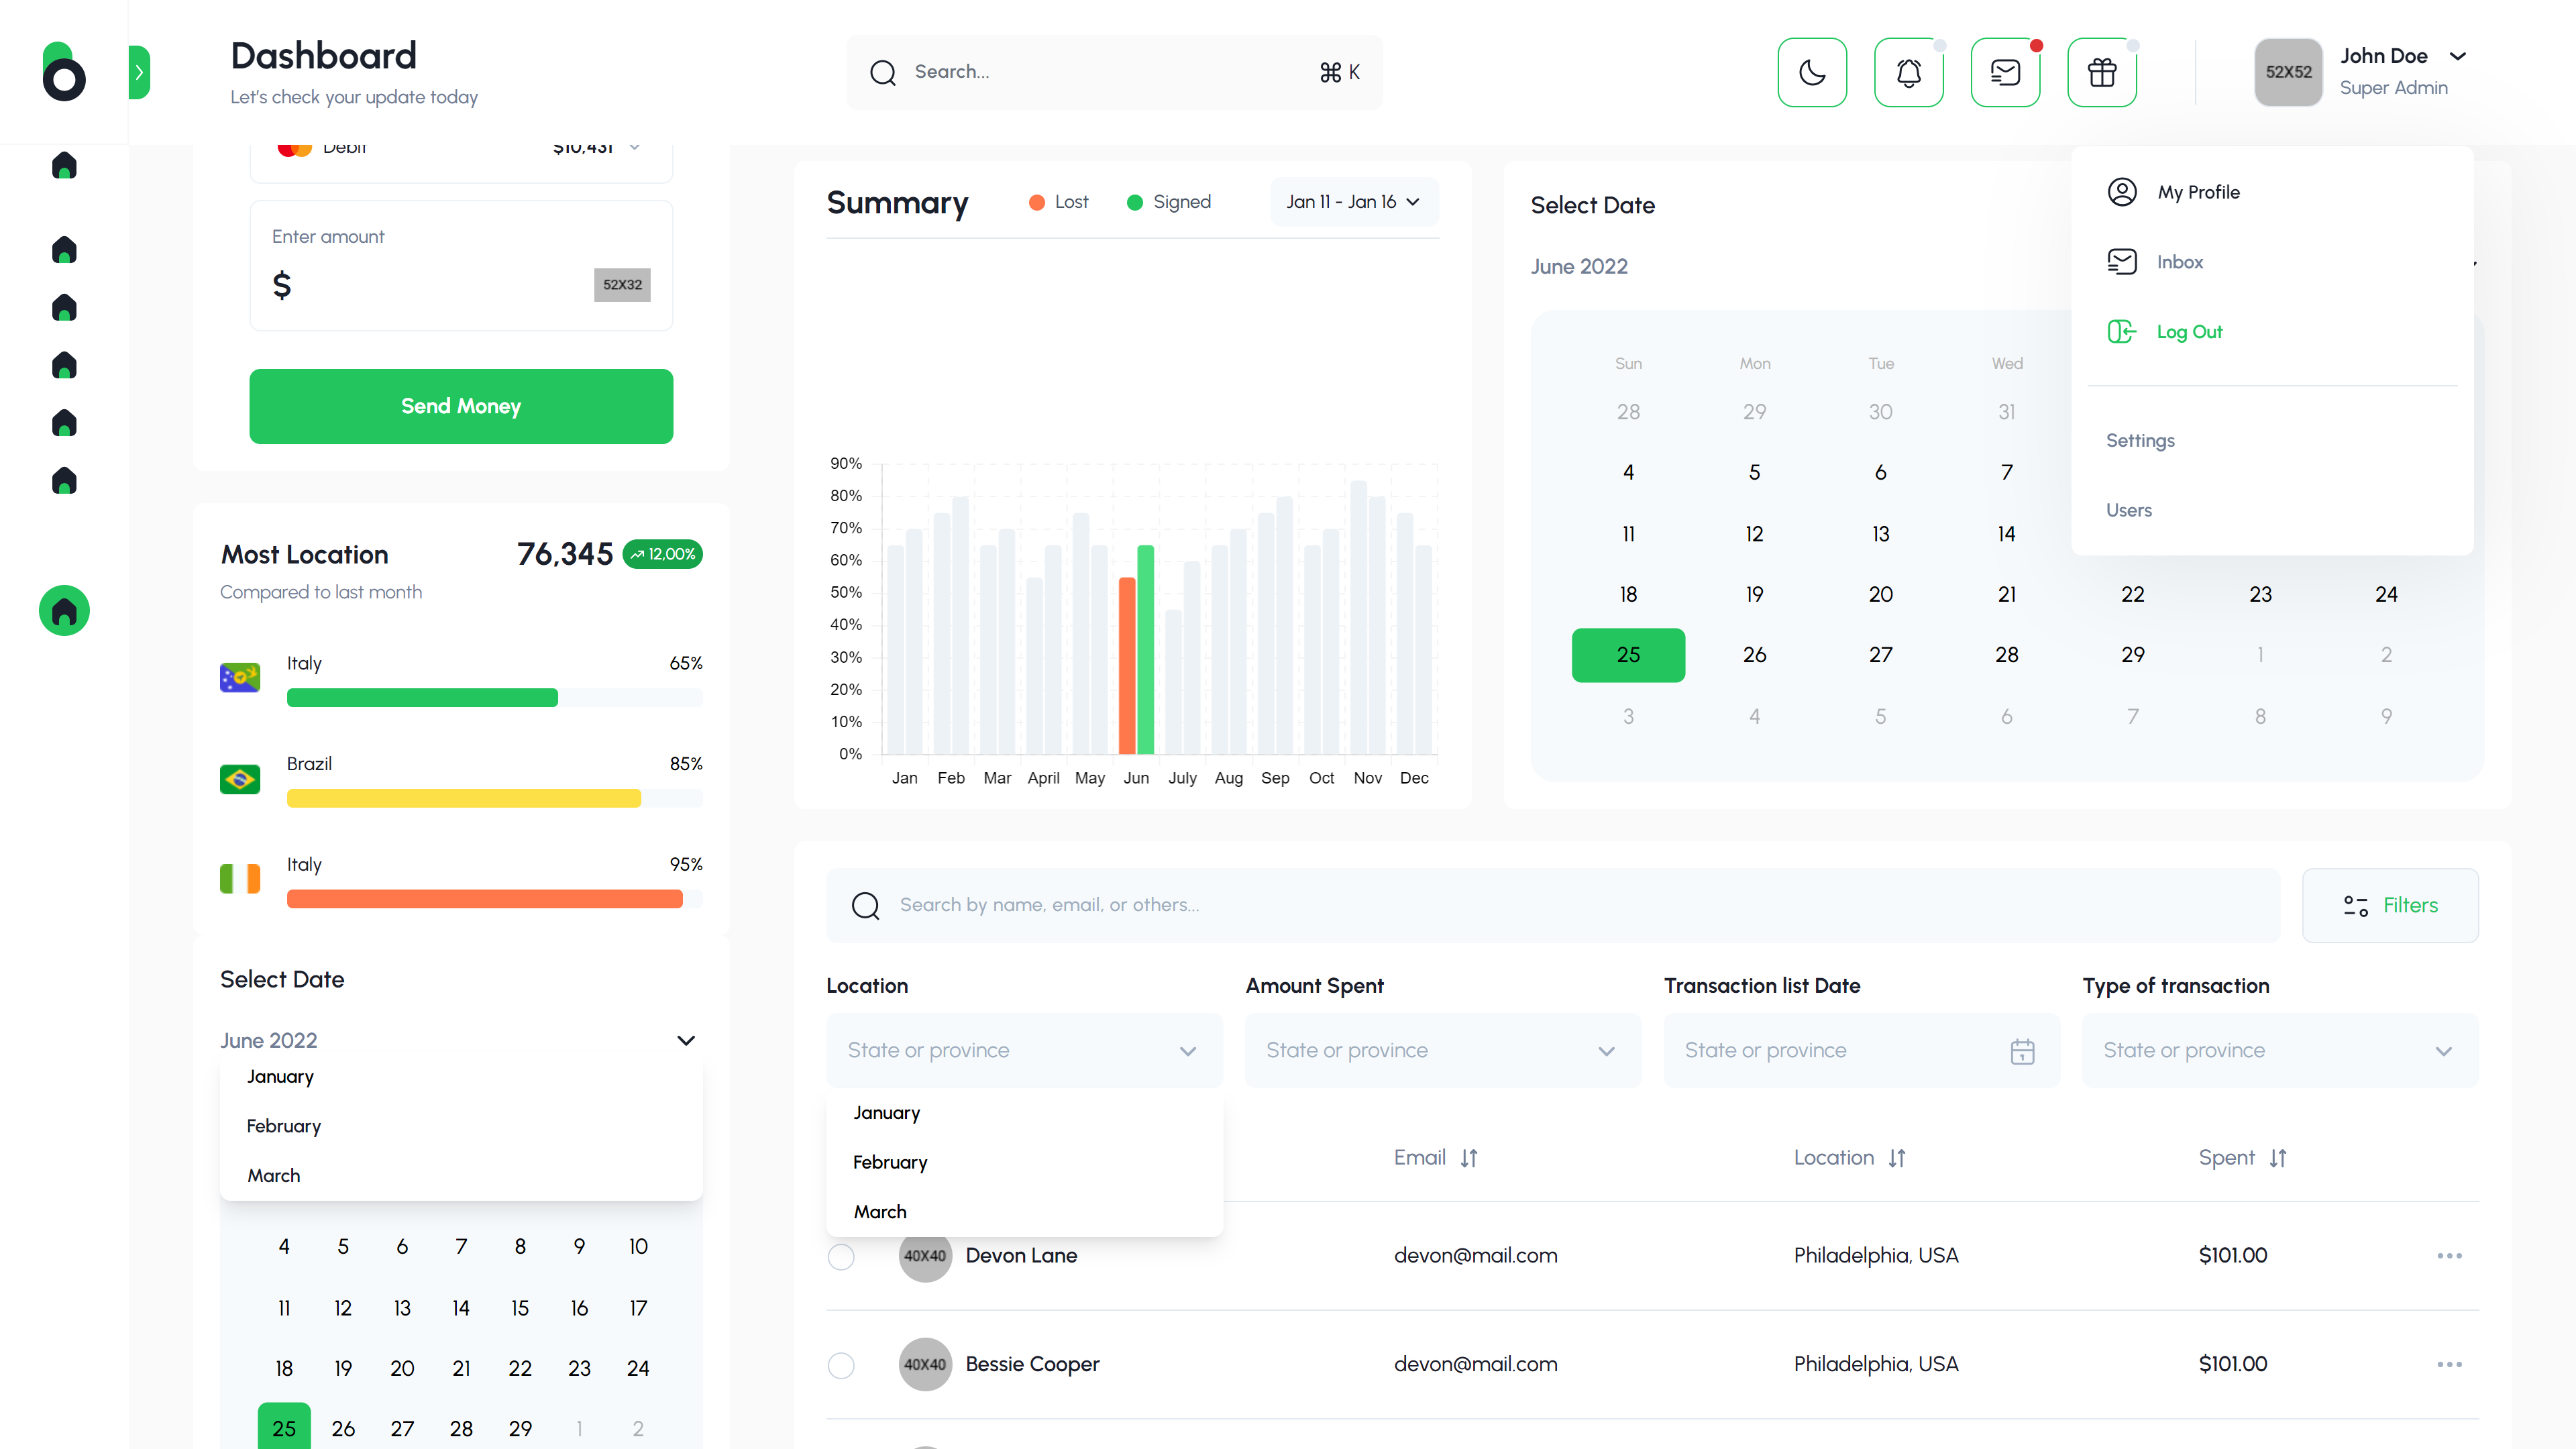 Dashboard
Let's check your update today
Search...
⌘ K
52X52
John Doe
Super Admin
Debit
$10,431
Enter amount
$
52X32
Send Money
Most Location
76,345
12,00%
Compared to last month
Italy
65%
Brazil
85%
Italy
95%
Select Date
June 2022
January
February
March
4 5 6 7 8 9 10
11 12 13 14 15 16 17
18 19 20 21 22 23 24
25 26 27 28 29 1 2
Summary
Lost
Signed
Jan 11 - Jan 16
90%
80%
70%
60%
50%
40%
30%
20%
10%
0%
Jan Feb Mar April May Jun July Aug Sep Oct Nov Dec
Select Date
June 2022
Sun Mon Tue Wed
28 29 30 31
4 5 6 7
11 12 13 14
18 19 20 21 22 23 24
25 26 27 28 29 1 2
3 4 5 6 7 8 9
My Profile
Inbox
Log Out
Settings
Users
Search by name, email, or others...
Filters
Location
Amount Spent
Transaction list Date
Type of transaction
State or province
State or province
State or province
State or province
January
February
March
Email
Location
Spent
40X40
Devon Lane
devon@mail.com
Philadelphia, USA
$101.00
40X40
Bessie Cooper
devon@mail.com
Philadelphia, USA
$101.00